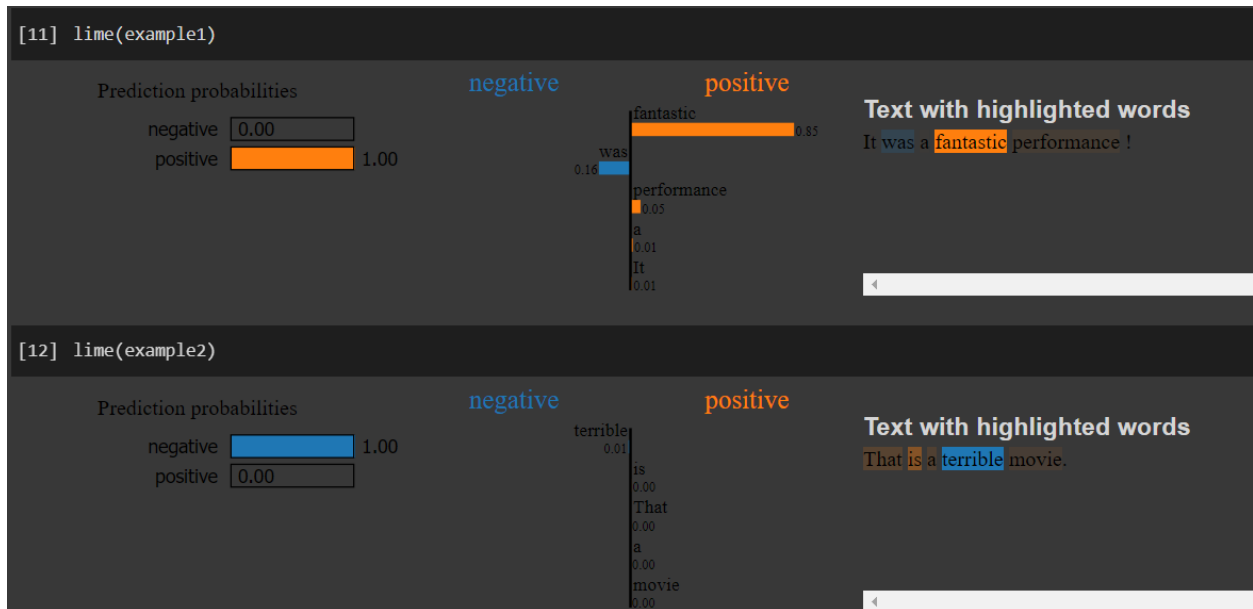 [11] lime(example1)
Prediction probabilities
negative 0.00
positive 1.00
negative positive
fantastic
0.85
was
0.16
performance
0.05
a
0.01
It
0.01
Text with highlighted words
It was a fantastic performance !
[12] lime(example2)
Prediction probabilities
negative 1.00
positive 0.00
negative positive
terrible
0.01
is
0.00
That
0.00
a
0.00
movie
0.00
Text with highlighted words
That is a terrible movie.